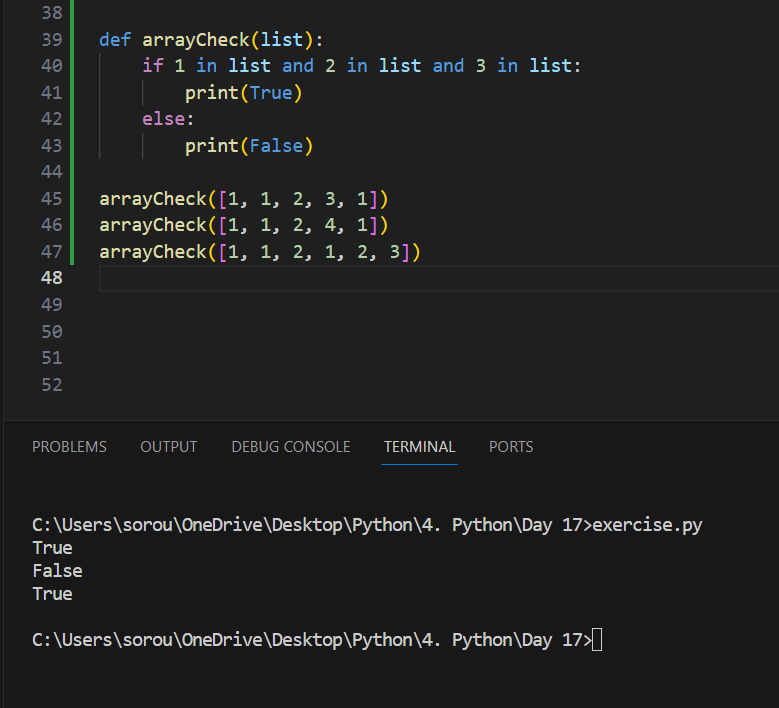 38
39 def arrayCheck(list):
40 if 1 in list and 2 in list and 3 in list:
41 print(True)
42 else:
43 print(False)
44
45 arrayCheck([1, 1, 2, 3, 1])
46 arrayCheck([1, 1, 2, 4, 1])
47 arrayCheck([1, 1, 2, 1, 2, 3])
48
49
50
51
52
PROBLEMS OUTPUT DEBUG CONSOLE TERMINAL PORTS
C:\Users\sorou\OneDrive\Desktop\Python\4. Python\Day 17>exercise.py
True
False
True
C:\Users\sorou\OneDrive\Desktop\Python\4. Python\Day 17>